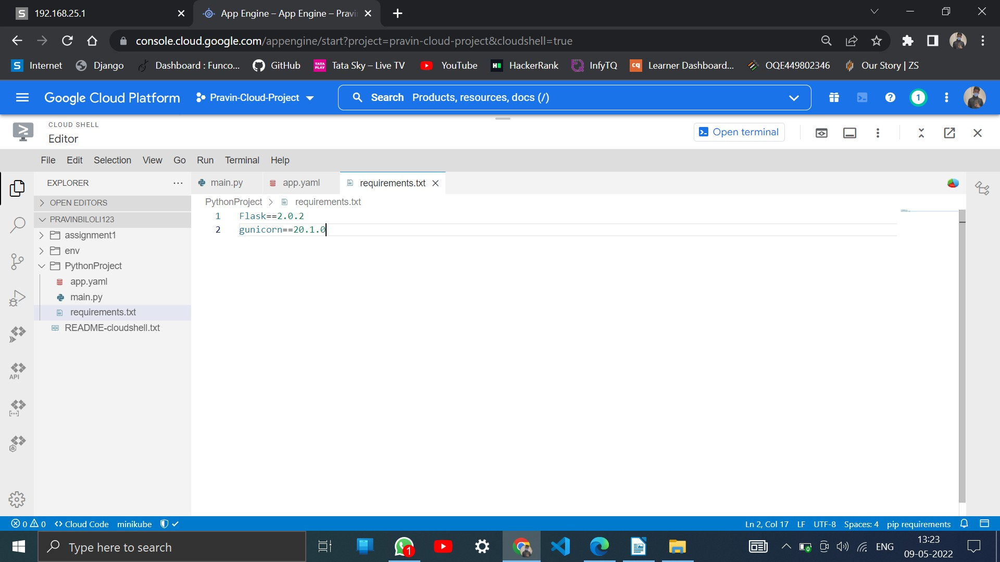 192.168.25.1
App Engine – App Engine – Pravi
console.cloud.google.com/appengine/start?project=pravin-cloud-project&cloudshell=true
Internet Django Dashboard : Funco... GitHub Tata Sky – Live TV YouTube HackerRank InfyTQ Learner Dashboard... OQE449802346 Our Story | ZS
Google Cloud Platform Pravin-Cloud-Project Search Products, resources, docs (/) 1
CLOUD SHELL
Editor
Open terminal
File Edit Selection View Go Run Terminal Help
EXPLORER
main.py app.yaml requirements.txt
OPEN EDITORS
PythonProject > requirements.txt
1 Flask==2.0.2
2 gunicorn==20.1.0
PRAVINBILOLI123
assignment1
env
PythonProject
app.yaml
main.py
requirements.txt
README-cloudshell.txt
API
0 0 Cloud Code minikube
Ln 2, Col 17 LF UTF-8 Spaces: 4 pip requirements
Type here to search
1
ENG
13:23
09-05-2022